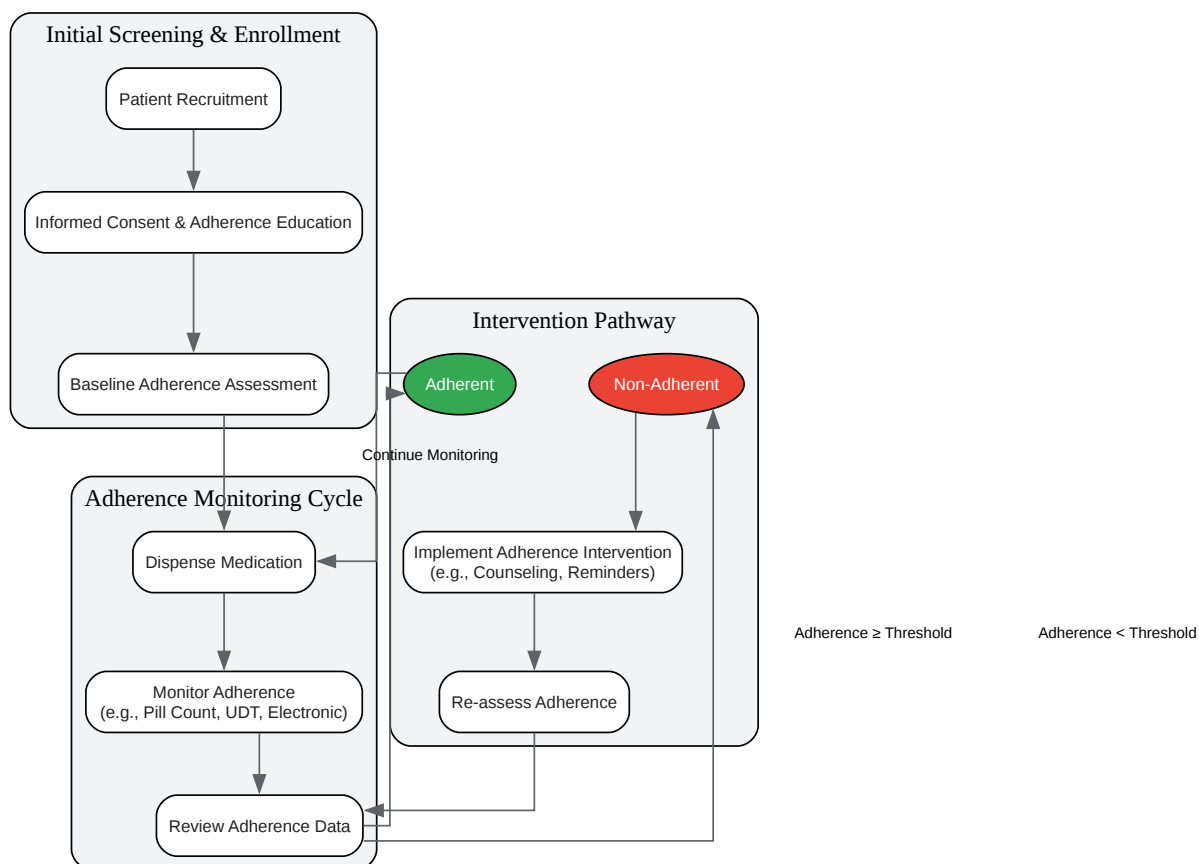 Initial Screening & Enrollment
Patient Recruitment
Informed Consent & Adherence Education
Baseline Adherence Assessment
Intervention Pathway
Adherent
Non-Adherent
Continue Monitoring
Adherence Monitoring Cycle
Dispense Medication
Implement Adherence Intervention
(e.g., Counseling, Reminders)
Adherence ≥ Threshold
Adherence < Threshold
Monitor Adherence
(e.g., Pill Count, UDT, Electronic)
Re-assess Adherence
Review Adherence Data